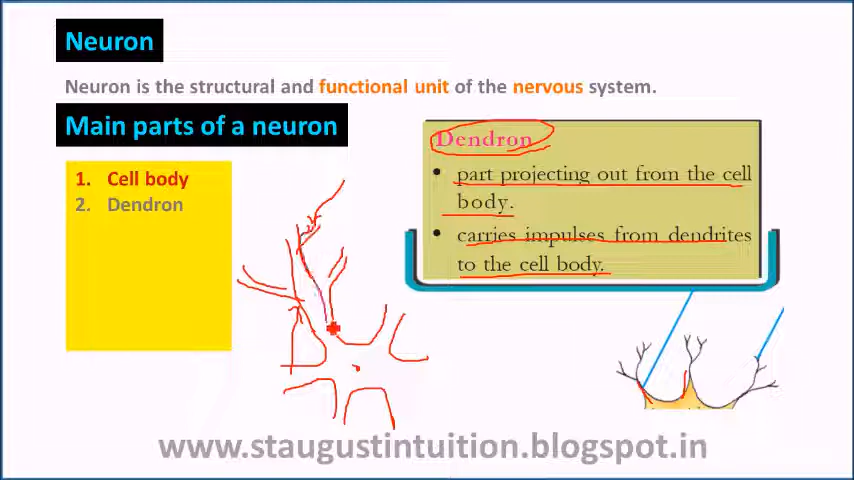 Neuron
Neuron is the structural and functional unit of the nervous system.
Main parts of a neuron
1. Cell body
2. Dendron
Dendron
• part projecting out from the cell
body.
• carries impulses from dendrites
to the cell body.
www.staugustintuition.blogspot.in